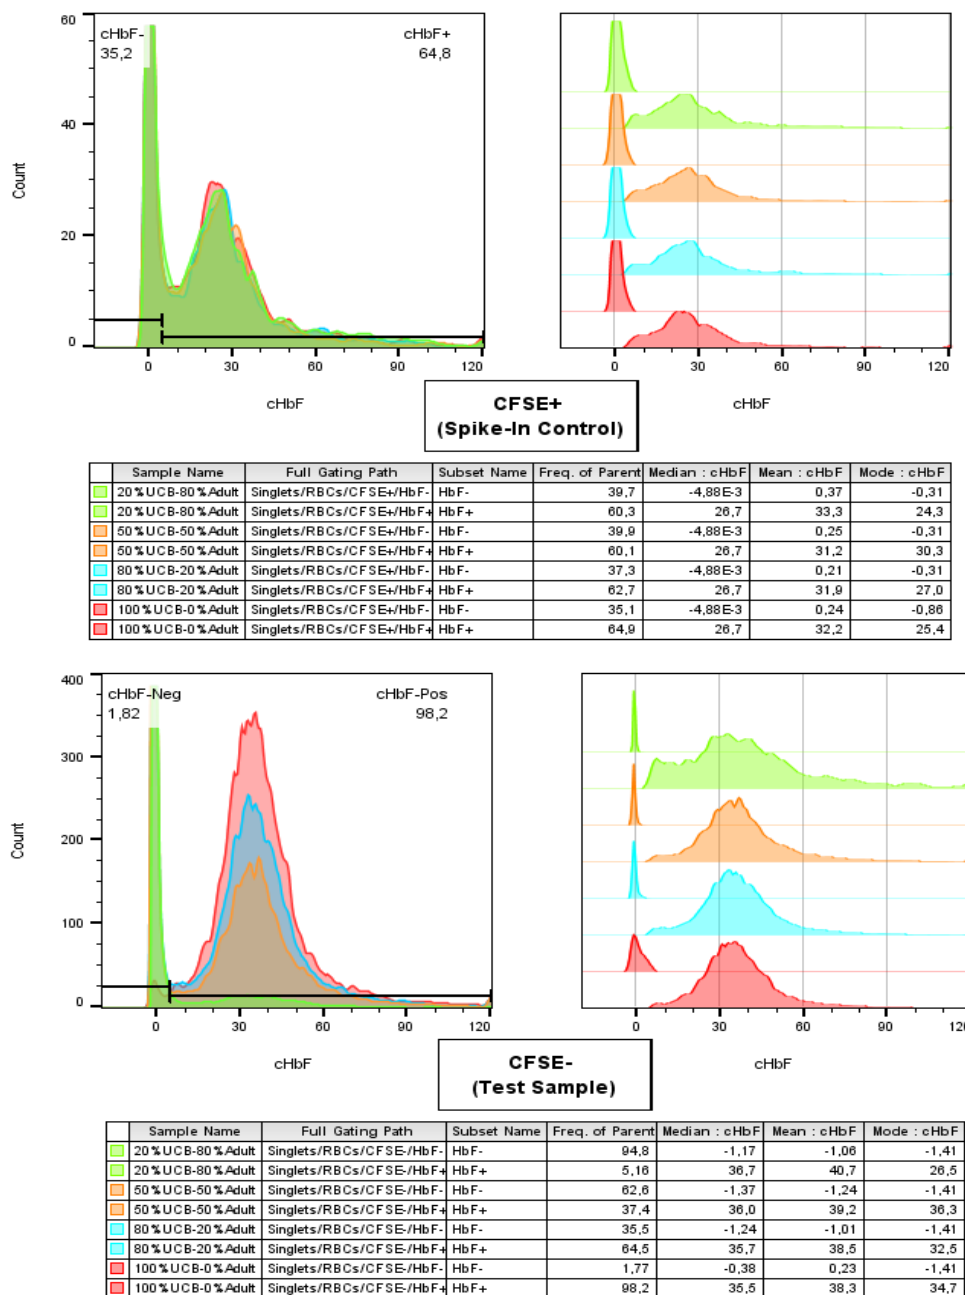 60
40
20
0
Count
cHbF-
35,2
cHbF+
64,8
0 30 60 90 120
cHbF
0 30 60 90 120
cHbF
CFSE+
(Spike-In Control)
Sample Name Full Gating Path Subset Name Freq. of Parent Median : cHbF Mean : cHbF Mode : cHbF
20%UCB-80%Adult Singlets/RBCs/CFSE+/HbF- HbF- 39,7 -4,88E-3 0,37 -0,31
20%UCB-80%Adult Singlets/RBCs/CFSE+/HbF+ HbF+ 60,3 26,7 33,3 24,3
50%UCB-50%Adult Singlets/RBCs/CFSE+/HbF- HbF- 39,9 -4,88E-3 0,25 -0,31
50%UCB-50%Adult Singlets/RBCs/CFSE+/HbF+ HbF+ 60,1 26,7 31,2 30,3
80%UCB-20%Adult Singlets/RBCs/CFSE+/HbF- HbF- 37,3 -4,88E-3 0,21 -0,31
80%UCB-20%Adult Singlets/RBCs/CFSE+/HbF+ HbF+ 62,7 26,7 31,9 27,0
100%UCB-0%Adult Singlets/RBCs/CFSE+/HbF- HbF- 35,1 -4,88E-3 0,24 -0,86
100%UCB-0%Adult Singlets/RBCs/CFSE+/HbF+ HbF+ 64,9 26,7 32,2 25,4
400
300
200
100
0
Count
cHbF-Neg
1,82
cHbF-Pos
98,2
0 30 60 90 120
cHbF
0 30 60 90 120
cHbF
CFSE-
(Test Sample)
Sample Name Full Gating Path Subset Name Freq. of Parent Median : cHbF Mean : cHbF Mode : cHbF
20%UCB-80%Adult Singlets/RBCs/CFSE-/HbF- HbF- 94,8 -1,17 -1,06 -1,41
20%UCB-80%Adult Singlets/RBCs/CFSE-/HbF+ HbF+ 5,16 36,7 40,7 26,5
50%UCB-50%Adult Singlets/RBCs/CFSE-/HbF- HbF- 62,6 -1,37 -1,24 -1,41
50%UCB-50%Adult Singlets/RBCs/CFSE-/HbF+ HbF+ 37,4 36,0 39,2 36,3
80%UCB-20%Adult Singlets/RBCs/CFSE-/HbF- HbF- 35,5 -1,24 -1,01 -1,41
80%UCB-20%Adult Singlets/RBCs/CFSE-/HbF+ HbF+ 64,5 35,7 38,5 32,5
100%UCB-0%Adult Singlets/RBCs/CFSE-/HbF- HbF- 1,77 -0,38 0,23 -1,41
100%UCB-0%Adult Singlets/RBCs/CFSE-/HbF+ HbF+ 98,2 35,5 38,3 34,7